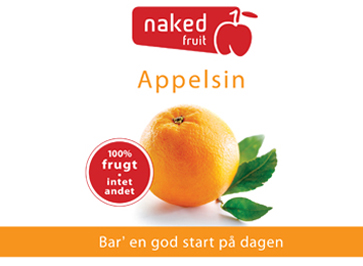 naked
fruit
Appelsin
100%
frugt
•
intet
andet
Bar' en god start på dagen